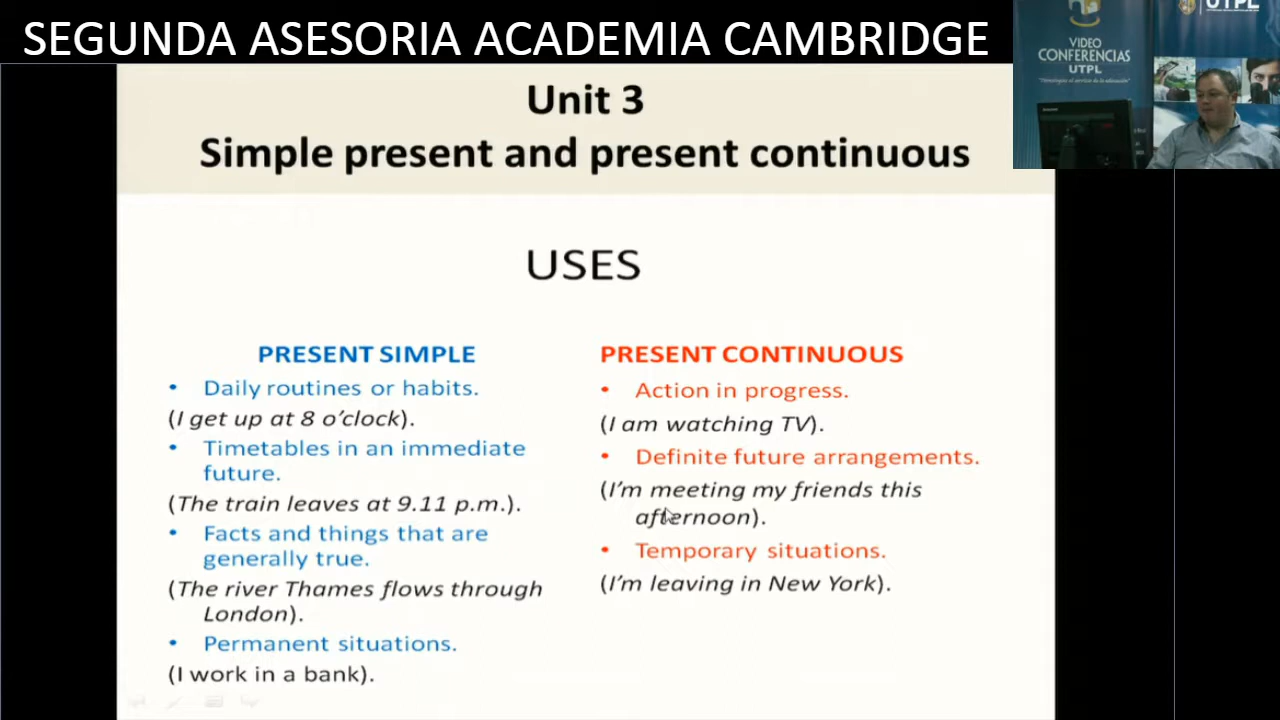 SEGUNDA ASESORIA ACADEMIA CAMBRIDGE
UTPL
VIDEO
CONFERENCIAS
UTPL
Unit 3
Simple present and present continuous
USES
PRESENT SIMPLE
• Daily routines or habits.
(I get up at 8 o’clock).
• Timetables in an immediate
future.
(The train leaves at 9.11 p.m.).
• Facts and things that are
generally true.
(The river Thames flows through
London).
• Permanent situations.
(I work in a bank).
PRESENT CONTINUOUS
• Action in progress.
(I am watching TV).
• Definite future arrangements.
(I’m meeting my friends this
afternoon).
• Temporary situations.
(I’m leaving in New York).